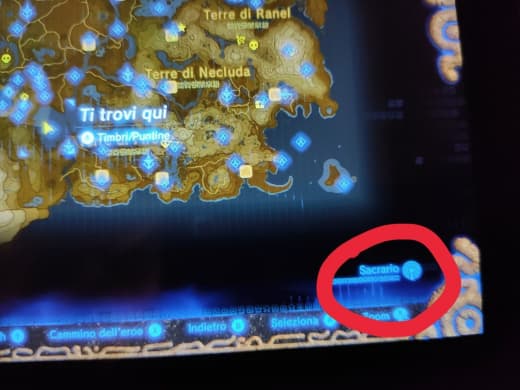 Terre di Ranel
Terre di Necluda
Ti trovi qui
Timbri/Puntine
Sacrario
Cammino dell'eroe
Indietro
Seleziona
Zoom